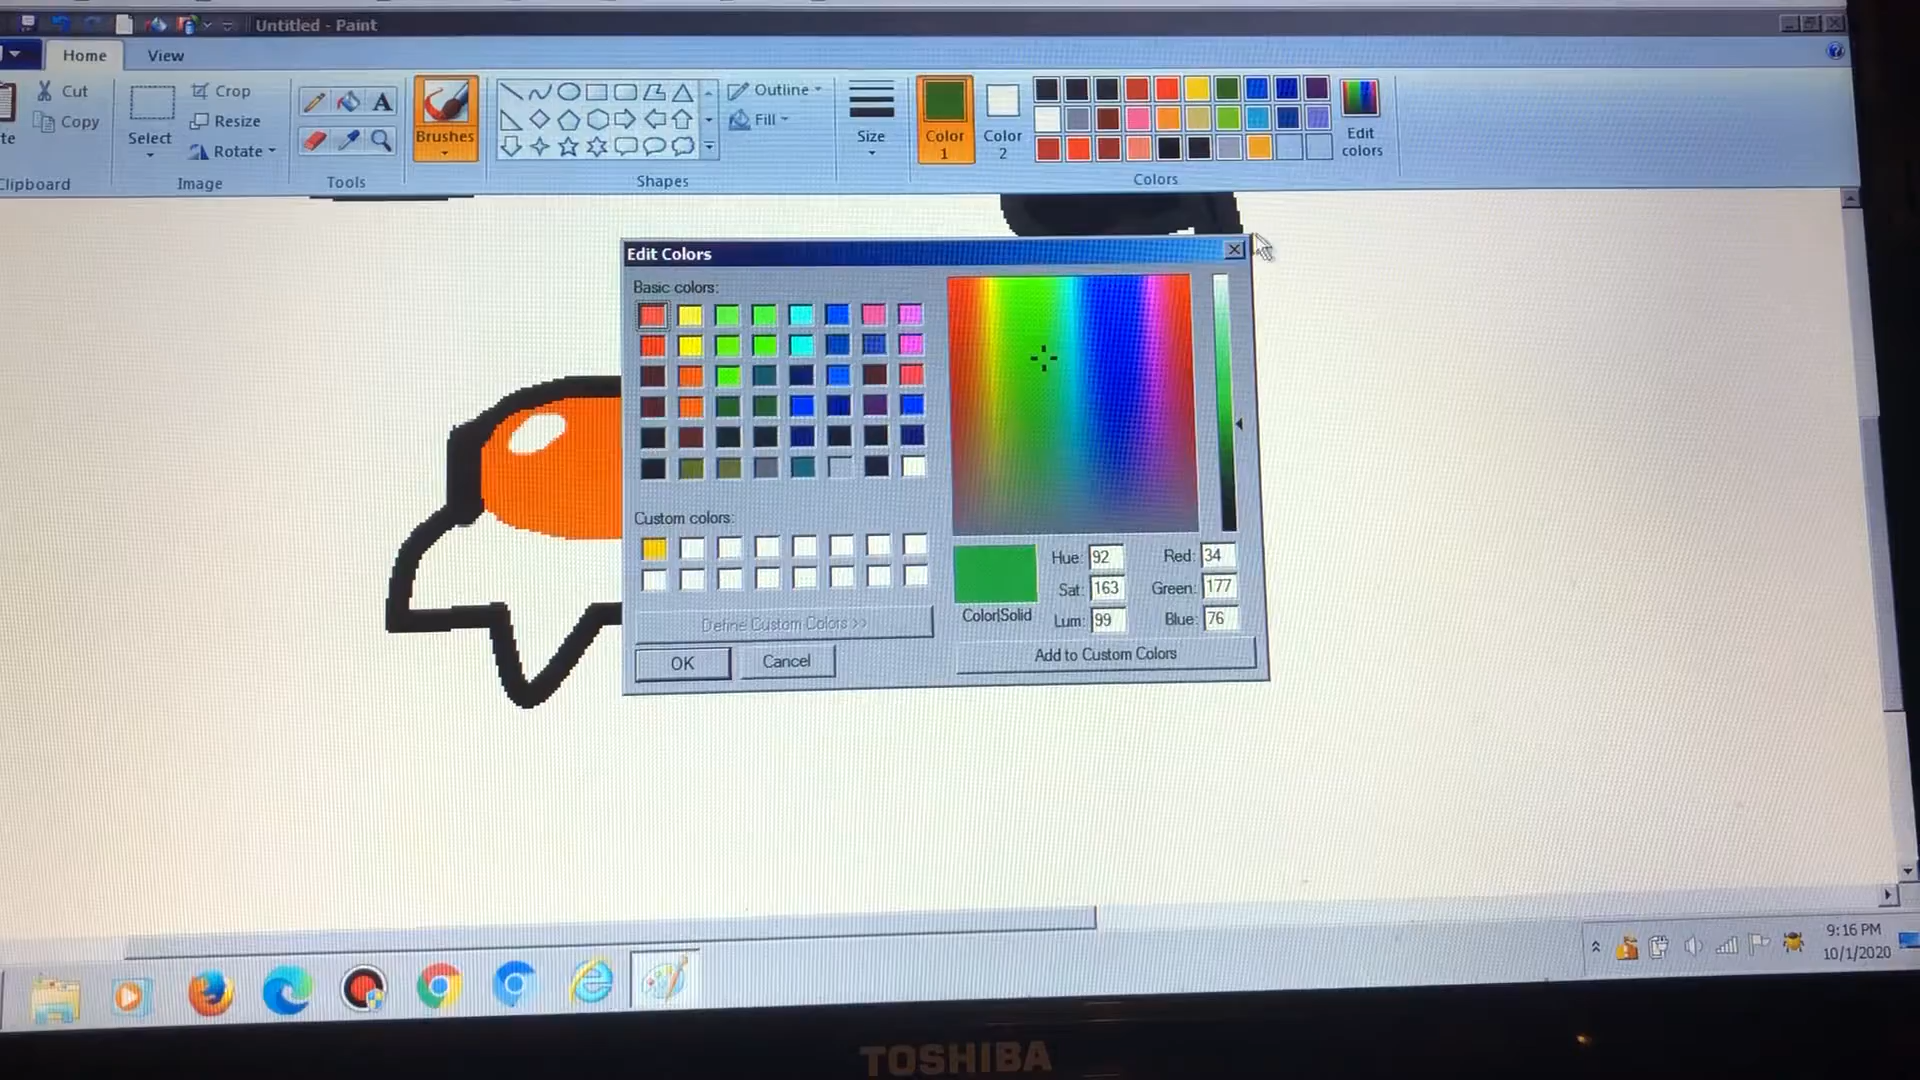 Untitled - Paint
Home View
Cut
Copy
Clipboard
Select
Crop
Resize
Rotate
Image
A
Tools
Brushes
Shapes
Outline
Fill
Size
Color 1
Color 2
Colors
Edit colors
Edit Colors
Basic colors:
Custom colors:
Define Custom Colors >>
OK Cancel
Color|Solid
Hue: 92 Red: 34
Sat: 163 Green: 177
Lum: 99 Blue: 76
Add to Custom Colors
9:16 PM
10/1/2020
TOSHIBA